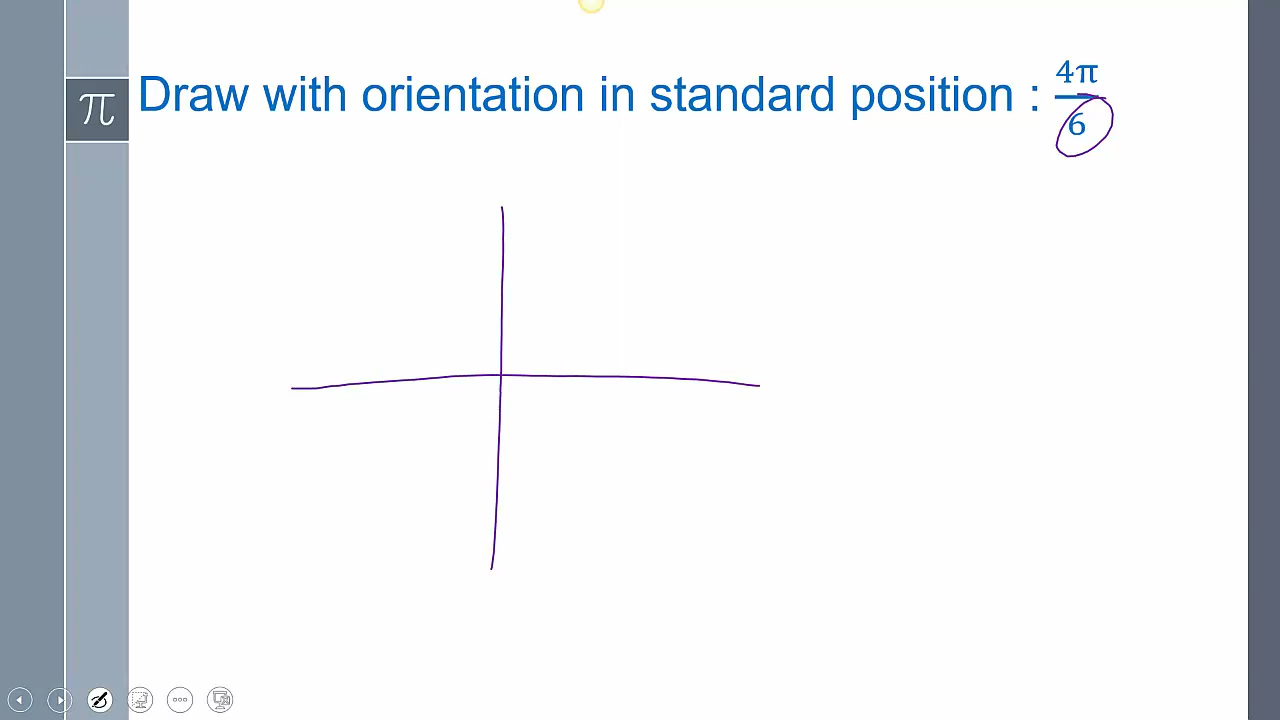 π
Draw with orientation in standard position : 4π/6